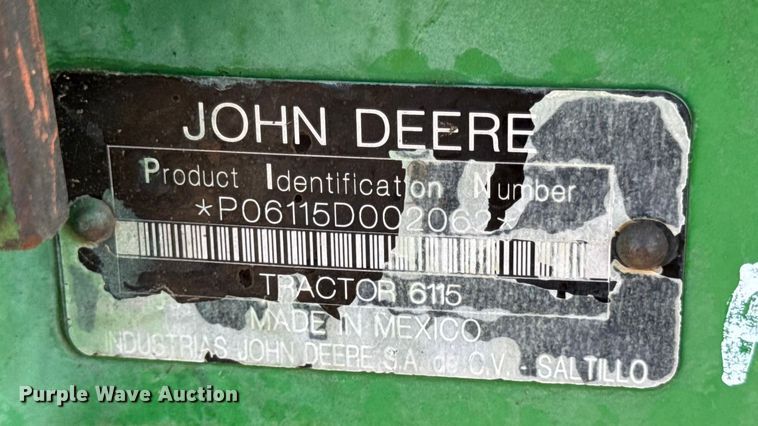 JOHN DEERE
Product Identification Number
*P06115D002062*
TRACTOR 6115
MADE IN MEXICO
INDUSTRIAS JOHN DEERE S.A. de C.V. - SALTILLO
Purple Wave Auction